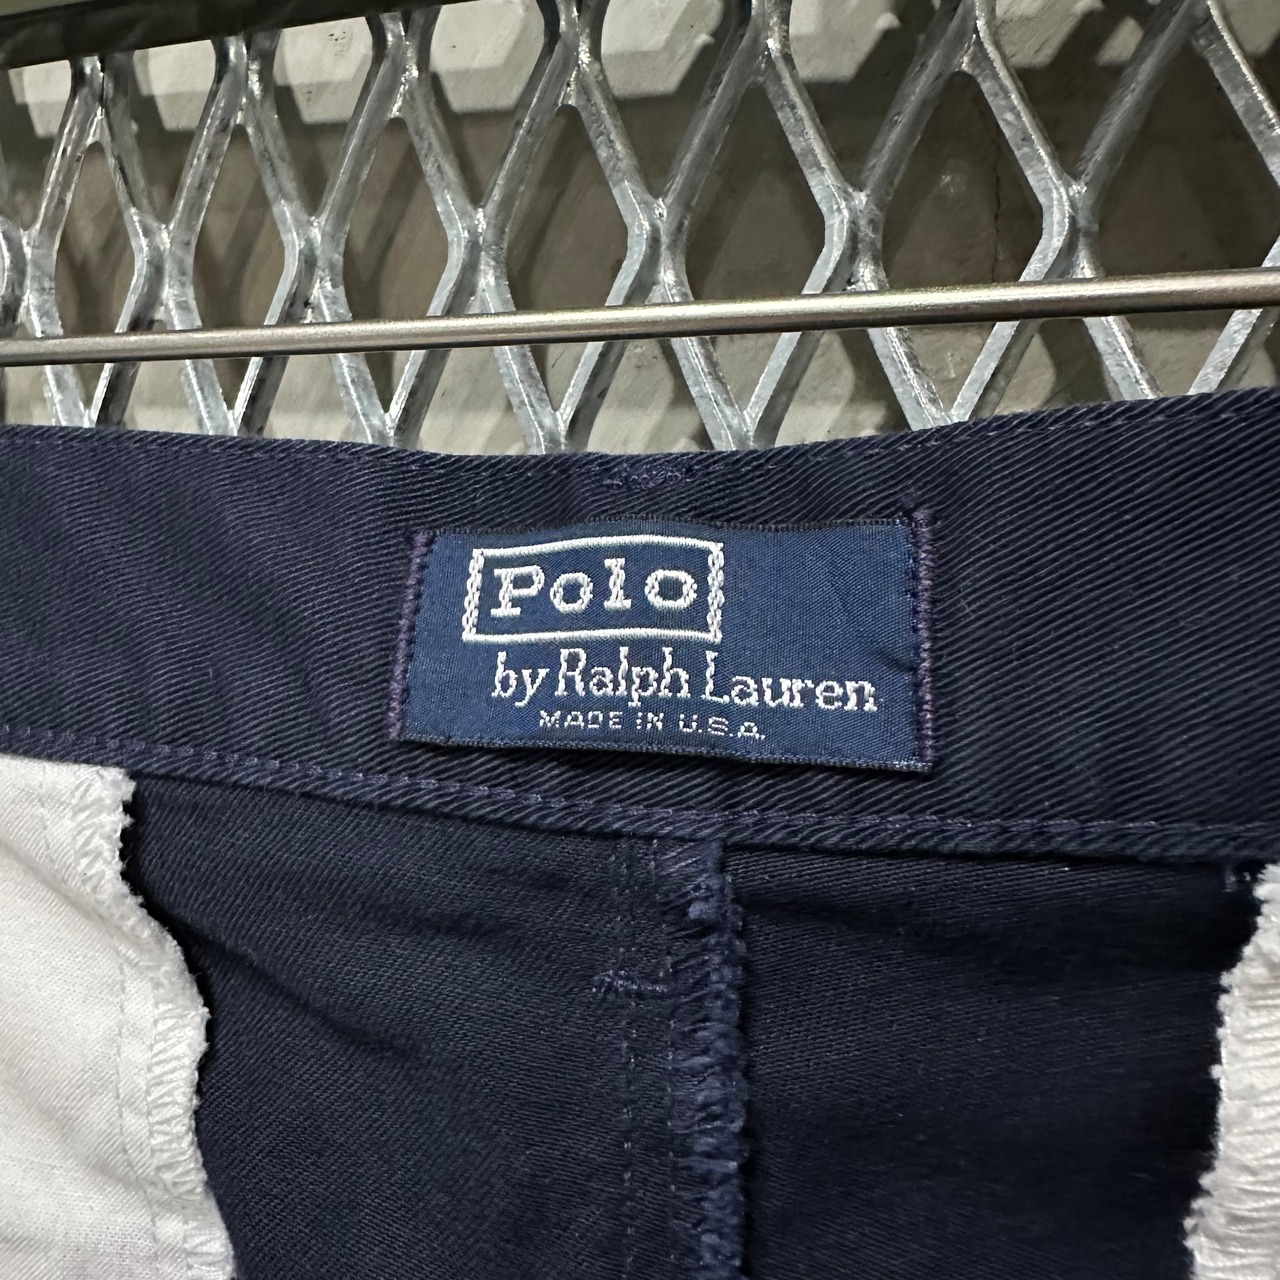 Polo
by Ralph Lauren
MADE IN U.S.A.